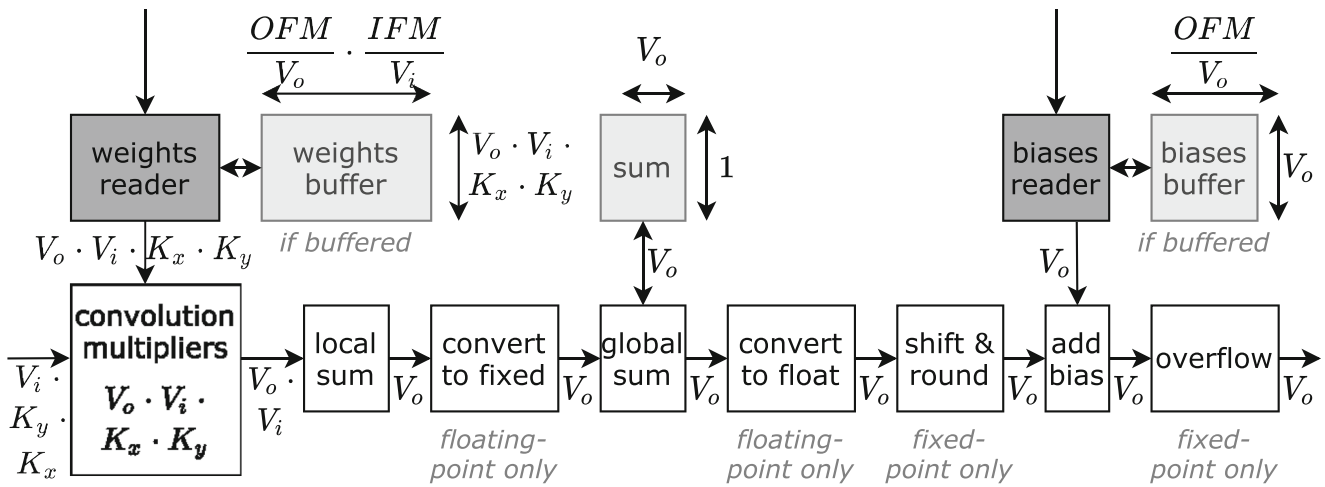 OFM/V_o · IFM/V_i
V_o
OFM/V_o
weights
reader
weights
buffer
V_o · V_i ·
K_x · K_y
sum
1
biases
reader
biases
buffer
V_o
if buffered
if buffered
V_o · V_i · K_x · K_y
V_o
V_o
convolution
multipliers
V_o · V_i ·
K_x · K_y
local
sum
convert
to fixed
global
sum
convert
to float
shift &
round
add
bias
overflow
V_i ·
K_y ·
K_x
V_o ·
V_i
V_o
V_o
V_o
V_o
V_o
V_o
V_o
floating-
point only
floating-
point only
fixed-
point only
fixed-
point only